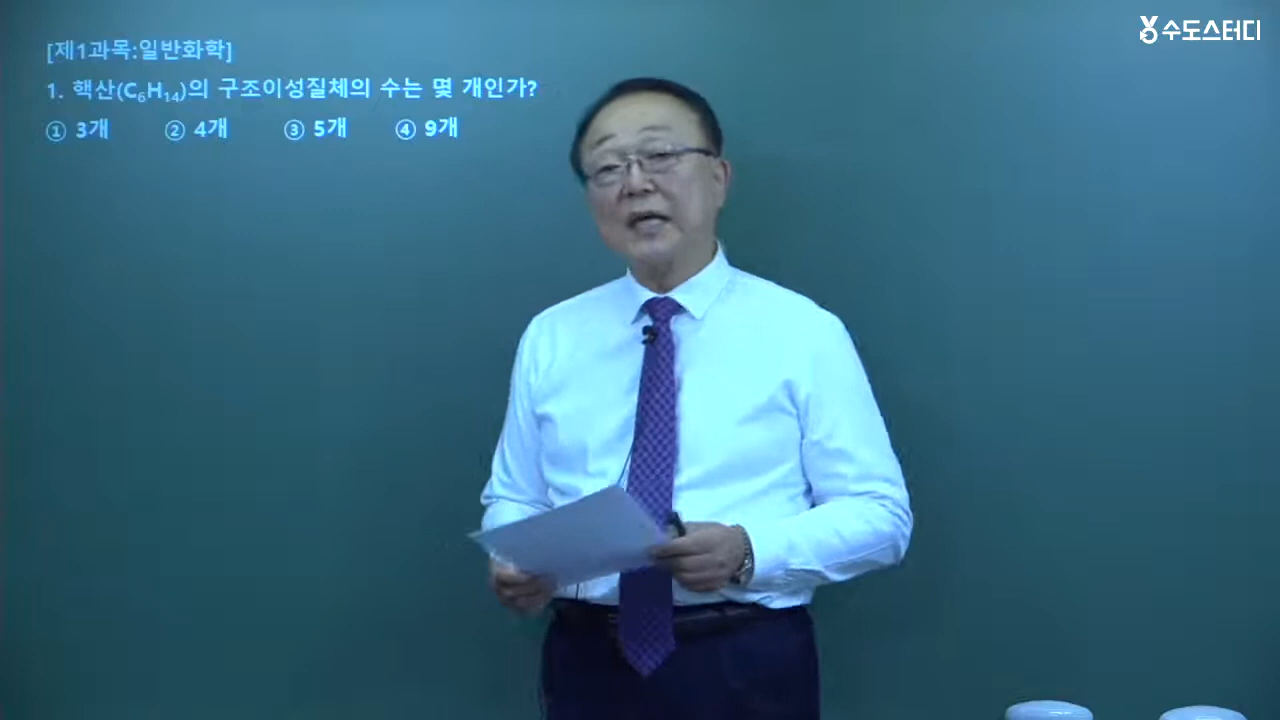 수도스터디
[제1과목:일반화학]
1. 핵산(C₆H₁₄)의 구조이성질체의 수는 몇 개인가?
① 3개 ② 4개 ③ 5개 ④ 9개